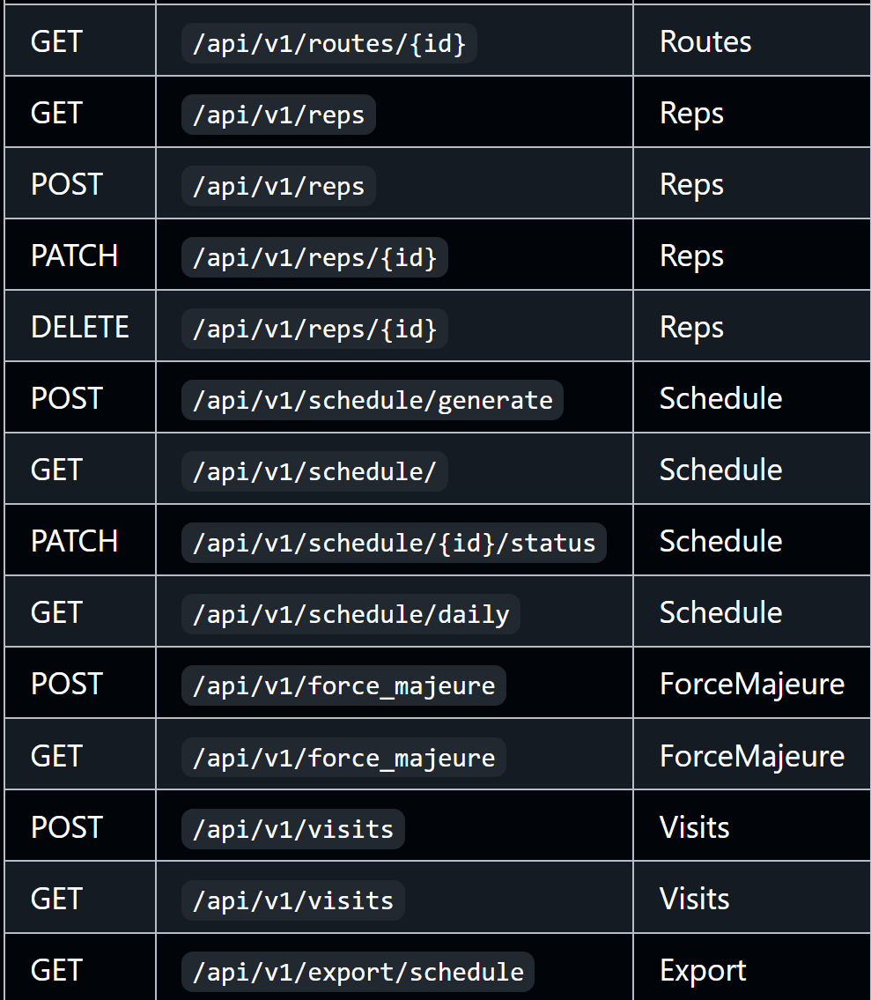 GET /api/v1/routes/{id} Routes
GET /api/v1/reps Reps
POST /api/v1/reps Reps
PATCH /api/v1/reps/{id} Reps
DELETE /api/v1/reps/{id} Reps
POST /api/v1/schedule/generate Schedule
GET /api/v1/schedule/ Schedule
PATCH /api/v1/schedule/{id}/status Schedule
GET /api/v1/schedule/daily Schedule
POST /api/v1/force_majeure ForceMajeure
GET /api/v1/force_majeure ForceMajeure
POST /api/v1/visits Visits
GET /api/v1/visits Visits
GET /api/v1/export/schedule Export